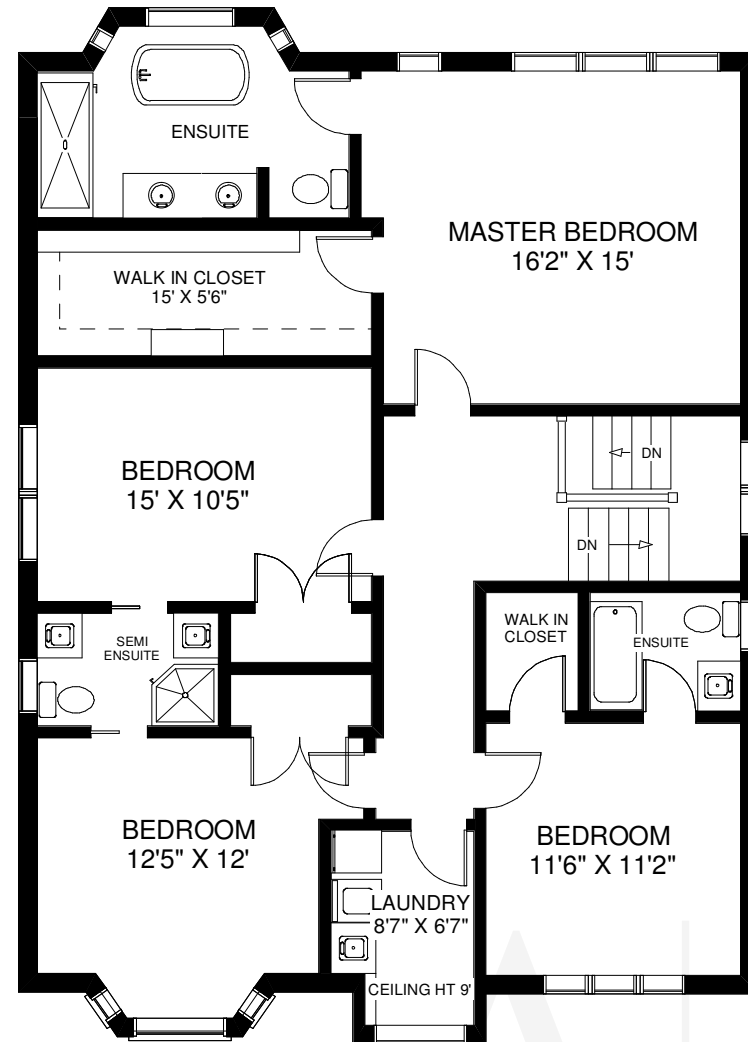 ENSUITE
MASTER BEDROOM
16'2" X 15'
WALK IN CLOSET
15' X 5'6"
BEDROOM
15' X 10'5"
DN
DN
WALK IN
CLOSET
ENSUITE
SEMI
ENSUITE
BEDROOM
12'5" X 12'
BEDROOM
11'6" X 11'2"
LAUNDRY
8'7" X 6'7"
CEILING HT 9'